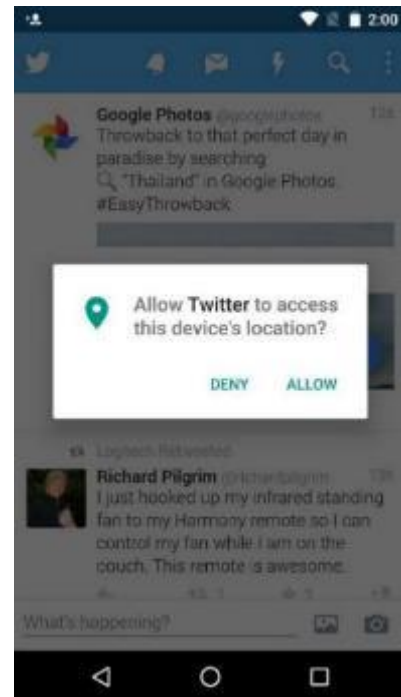 2:00
Google Photos @googlephotos 12h
Throwback to that perfect day in
paradise by searching
"Thailand" in Google Photos.
#EasyThrowback
Allow Twitter to access
this device's location?
DENY ALLOW
Logitech Retweeted
Richard Pilgrim
I just hooked up my infrared standing
fan to my Harmony remote so I can
control my fan while I am on the
couch. This remote is awesome.
What's happening?